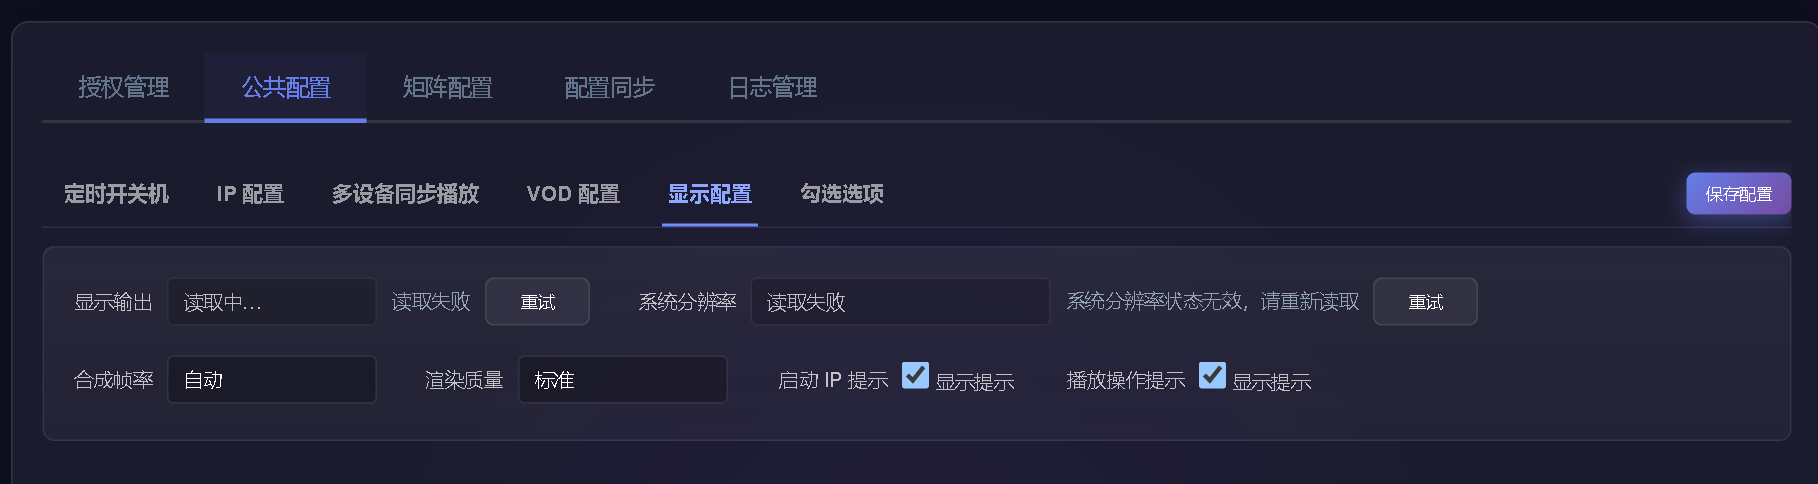 授权管理 公共配置 矩阵配置 配置同步 日志管理
定时开关机 IP 配置 多设备同步播放 VOD 配置 显示配置 勾选选项 保存配置
显示输出 读取中... 读取失败 重试 系统分辨率 读取失败 系统分辨率状态无效，请重新读取 重试
合成帧率 自动 渲染质量 标准 启动 IP 提示 显示提示 播放操作提示 显示提示